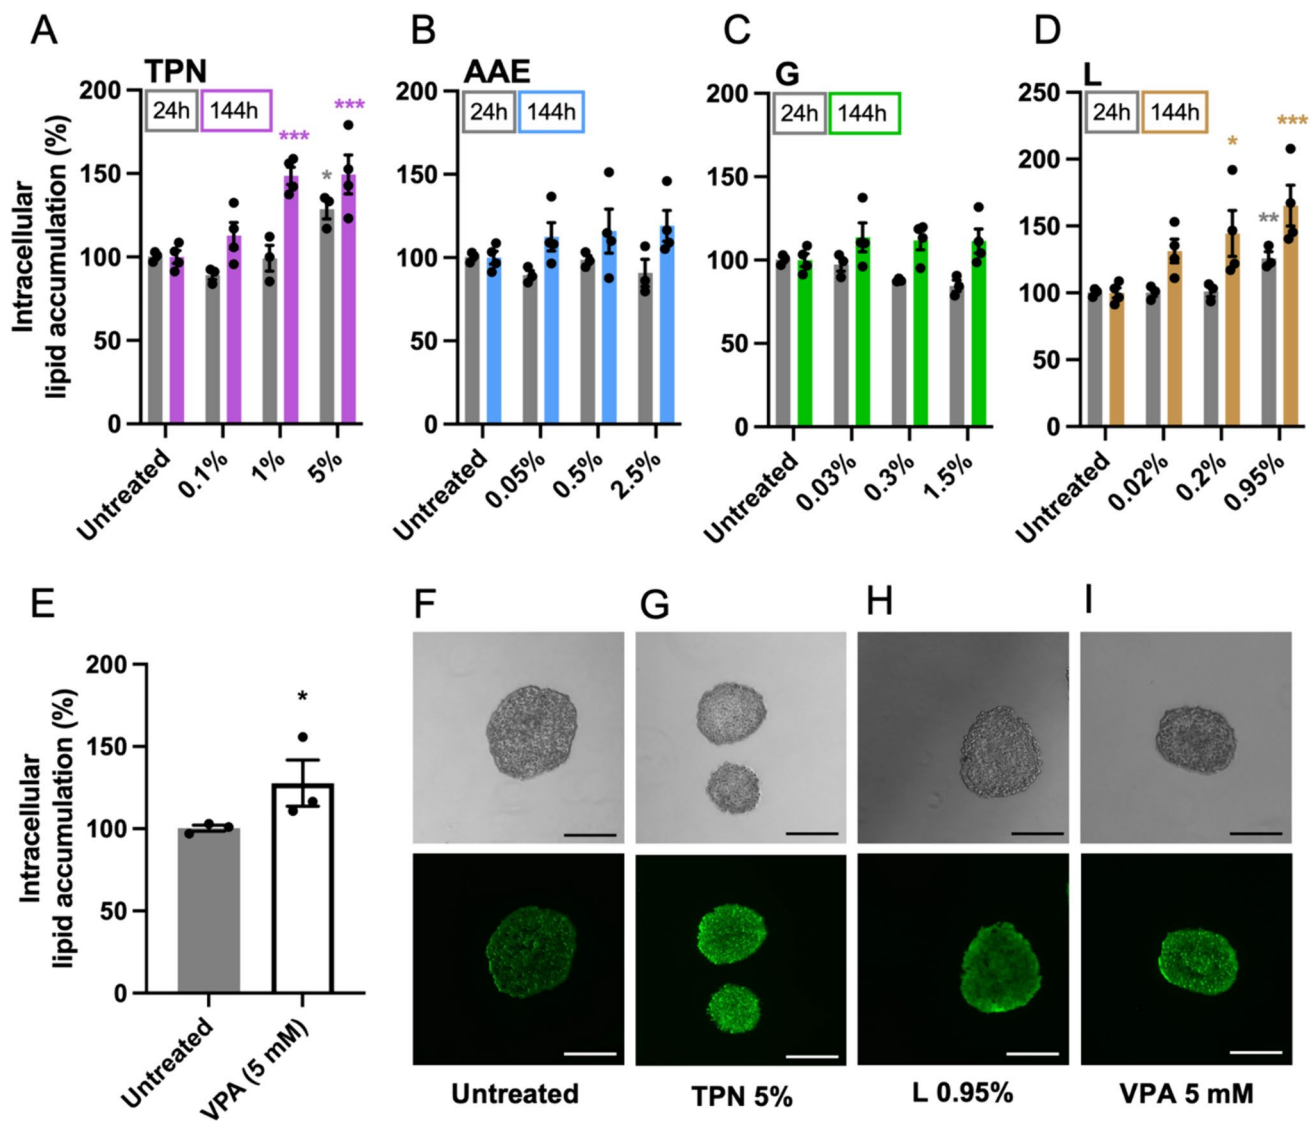 A
B
C
D
TPN
AAE
G
L
24h
144h
24h
144h
24h
144h
24h
144h
Intracellular
lipid accumulation (%)
200
150
100
50
0
200
150
100
50
0
200
150
100
50
0
250
200
150
100
50
0
***
***
*
*
***
**
Untreated
0.1%
1%
5%
Untreated
0.05%
0.5%
2.5%
Untreated
0.03%
0.3%
1.5%
Untreated
0.02%
0.2%
0.95%
E
F
G
H
I
Intracellular
lipid accumulation (%)
200
150
100
50
0
*
Untreated
VPA (5 mM)
Untreated
TPN 5%
L 0.95%
VPA 5 mM